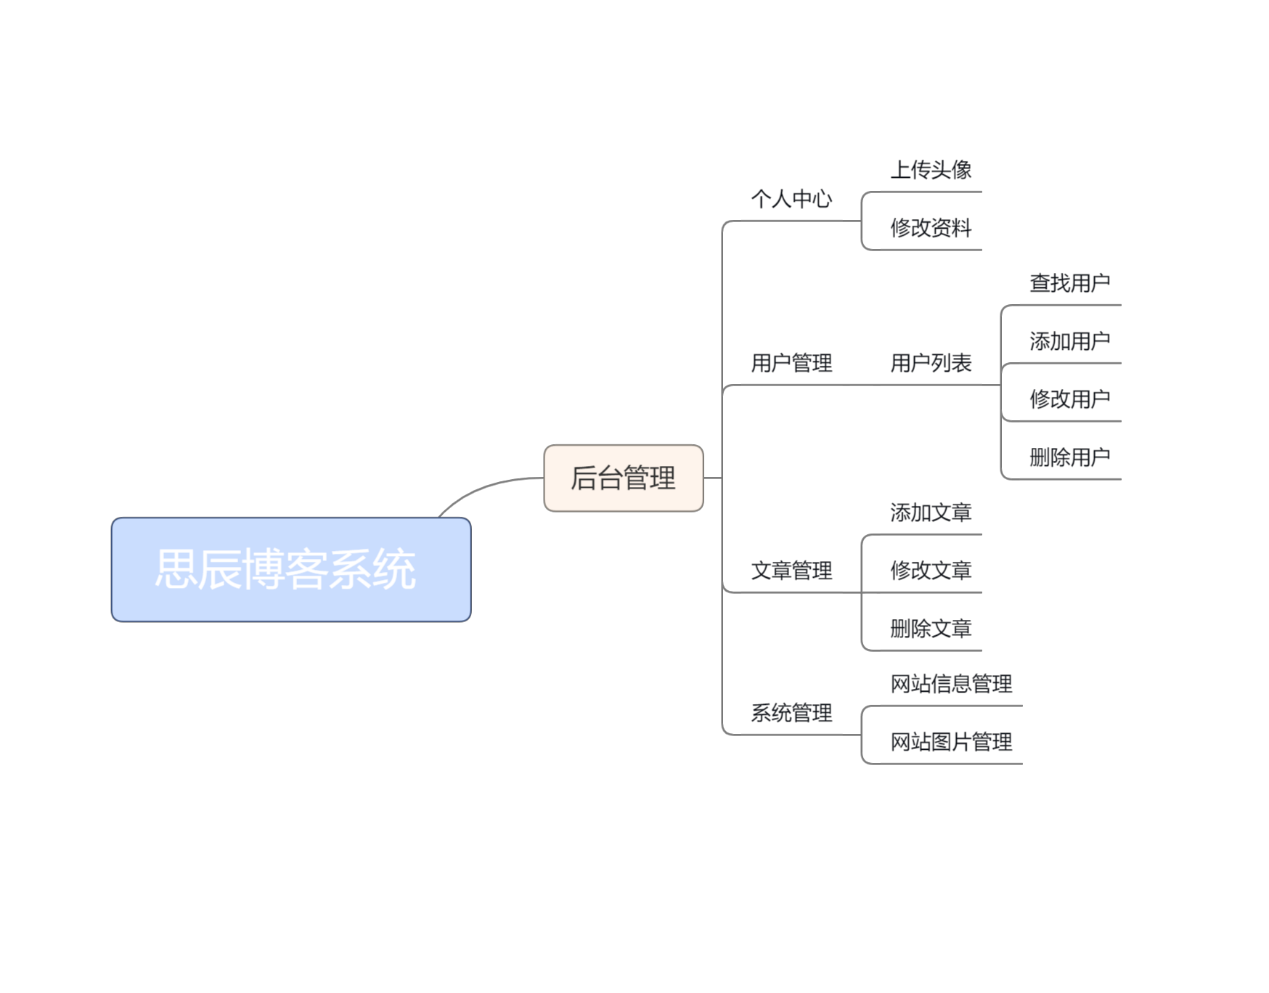 思辰博客系统
后台管理
个人中心
上传头像
修改资料
用户管理
用户列表
查找用户
添加用户
修改用户
删除用户
文章管理
添加文章
修改文章
删除文章
系统管理
网站信息管理
网站图片管理